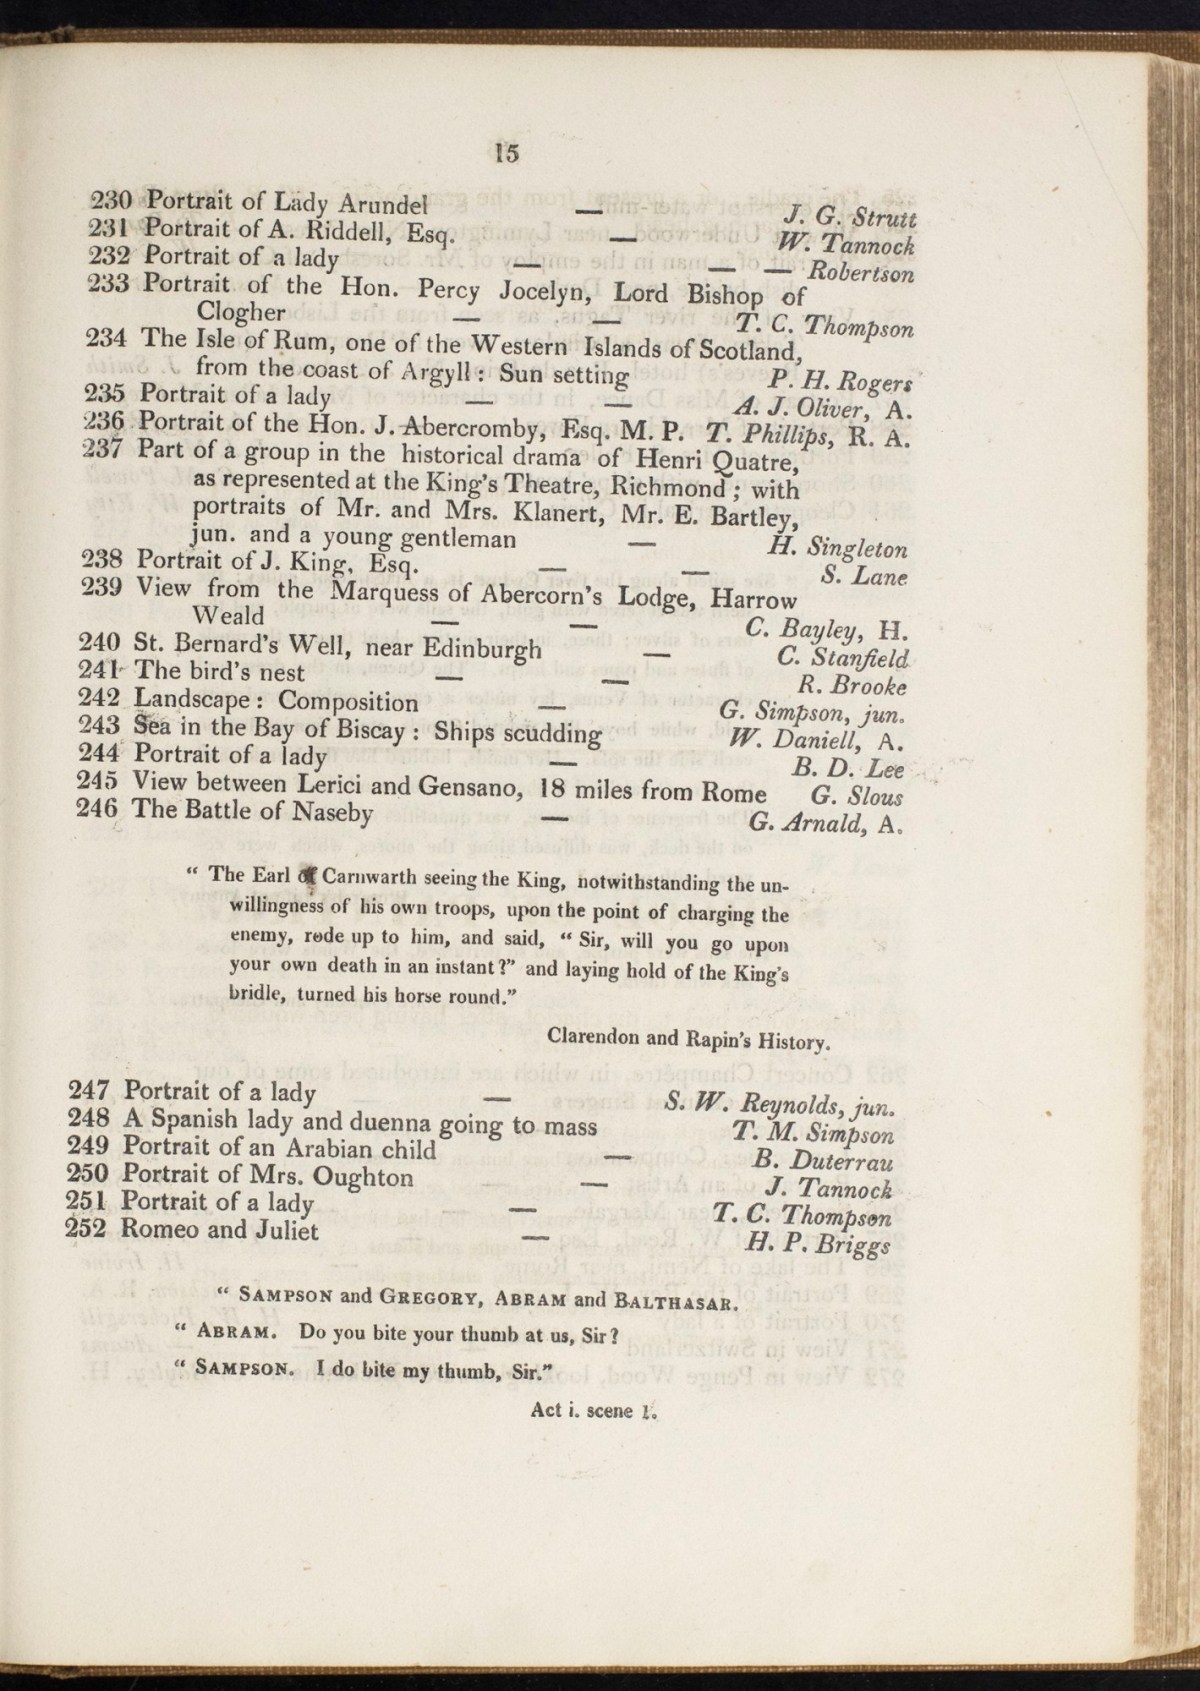 15
230 Portrait of Lady Arundel — J. G. Strutt
231 Portrait of A. Riddell, Esq. — W. Tannock
232 Portrait of a lady — — — Robertson
233 Portrait of the Hon. Percy Jocelyn, Lord Bishop of
Clogher — — T. C. Thompson
234 The Isle of Rum, one of the Western Islands of Scotland,
from the coast of Argyll : Sun setting P. H. Rogers
235 Portrait of a lady — — A. J. Oliver, A.
236 Portrait of the Hon. J. Abercromby, Esq. M. P. T. Phillips, R. A.
237 Part of a group in the historical drama of Henri Quatre,
as represented at the King's Theatre, Richmond ; with
portraits of Mr. and Mrs. Klanert, Mr. E. Bartley,
jun. and a young gentleman — H. Singleton
238 Portrait of J. King, Esq. — — S. Lane
239 View from the Marquess of Abercorn's Lodge, Harrow
Weald — — C. Bayley, H.
240 St. Bernard's Well, near Edinburgh — C. Stanfield
241 The bird's nest — — R. Brooke
242 Landscape : Composition — G. Simpson, jun.
243 Sea in the Bay of Biscay : Ships scudding W. Daniell, A.
244 Portrait of a lady — B. D. Lee
245 View between Lerici and Gensano, 18 miles from Rome G. Slous
246 The Battle of Naseby — G. Arnald, A.
“ The Earl of Carnwarth seeing the King, notwithstanding the un-
willingness of his own troops, upon the point of charging the
enemy, rode up to him, and said, “ Sir, will you go upon
your own death in an instant ?” and laying hold of the King's
bridle, turned his horse round.”
Clarendon and Rapin's History.
247 Portrait of a lady — S. W. Reynolds, jun.
248 A Spanish lady and duenna going to mass T. M. Simpson
249 Portrait of an Arabian child — B. Duterrau
250 Portrait of Mrs. Oughton — J. Tannock
251 Portrait of a lady — T. C. Thompson
252 Romeo and Juliet — H. P. Briggs
“ SAMPSON and GREGORY, ABRAM and BALTHASAR.
“ ABRAM. Do you bite your thumb at us, Sir ?
“ SAMPSON. I do bite my thumb, Sir.”
Act i. scene 1.